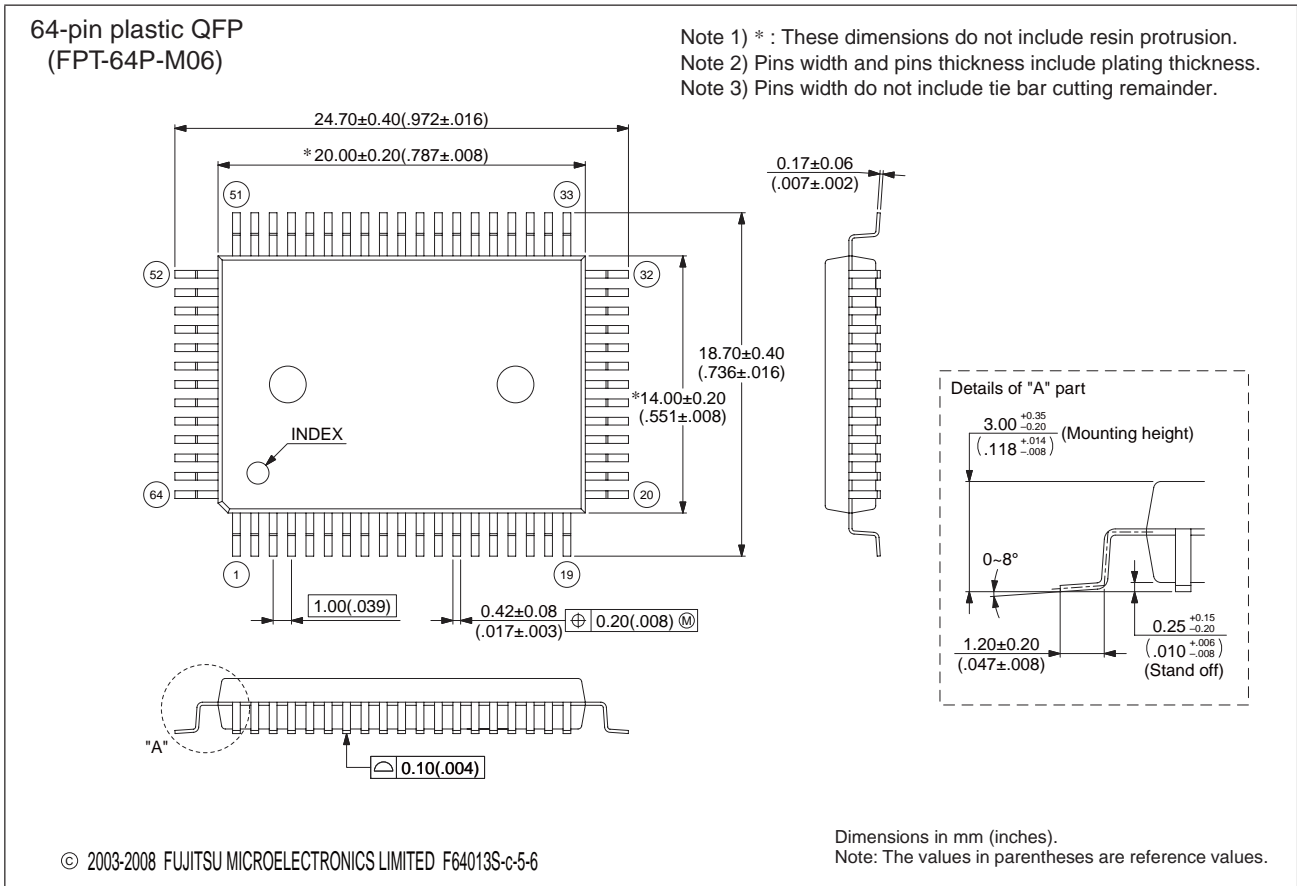 64-pin plastic QFP
(FPT-64P-M06)
Note 1) * : These dimensions do not include resin protrusion.
Note 2) Pins width and pins thickness include plating thickness.
Note 3) Pins width do not include tie bar cutting remainder.
24.70±0.40(.972±.016)
*20.00±0.20(.787±.008)
0.17±0.06
(.007±.002)
51
33
52
32
18.70±0.40
(.736±.016)
*14.00±0.20
(.551±.008)
INDEX
64
20
1
19
1.00(.039)
0.42±0.08
(.017±.003)
⌖ 0.20(.008) Ⓜ
"A"
⌓ 0.10(.004)
Details of "A" part
3.00 +0.35 –0.20
(.118 +.014 –.008)
(Mounting height)
0~8°
1.20±0.20
(.047±.008)
0.25 +0.15 –0.20
(.010 +.006 –.008)
(Stand off)
© 2003-2008 FUJITSU MICROELECTRONICS LIMITED F64013S-c-5-6
Dimensions in mm (inches).
Note: The values in parentheses are reference values.